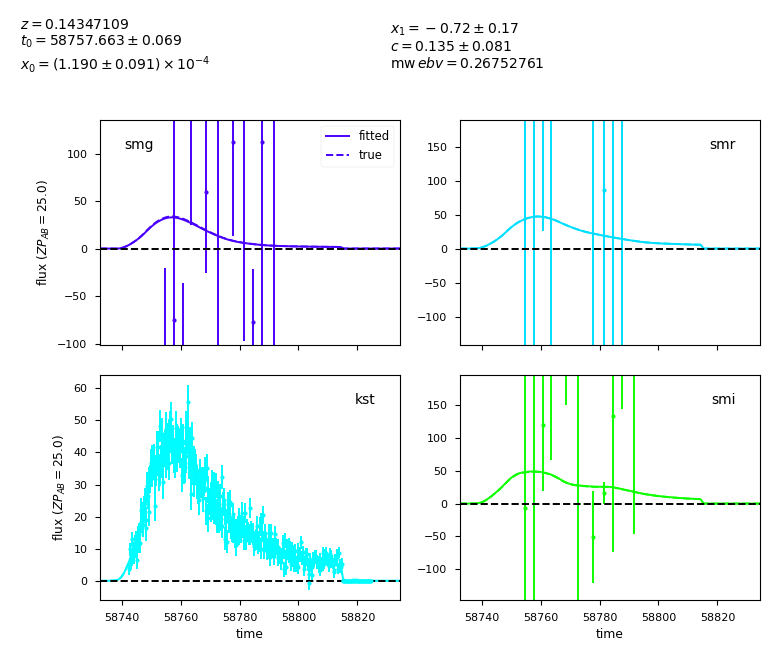 z = 0.14347109
t₀ = 58757.663 ± 0.069
x₀ = (1.190 ± 0.091) × 10⁻⁴
x₁ = −0.72 ± 0.17
c = 0.135 ± 0.081
mw ebv = 0.26752761
smg
fitted
true
100
50
0
−50
−100
flux (ZP_AB = 25.0)
smr
150
100
50
0
−50
−100
kst
60
50
40
30
20
10
0
flux (ZP_AB = 25.0)
58740 58760 58780 58800 58820
time
smi
150
100
50
0
−50
−100
58740 58760 58780 58800 58820
time